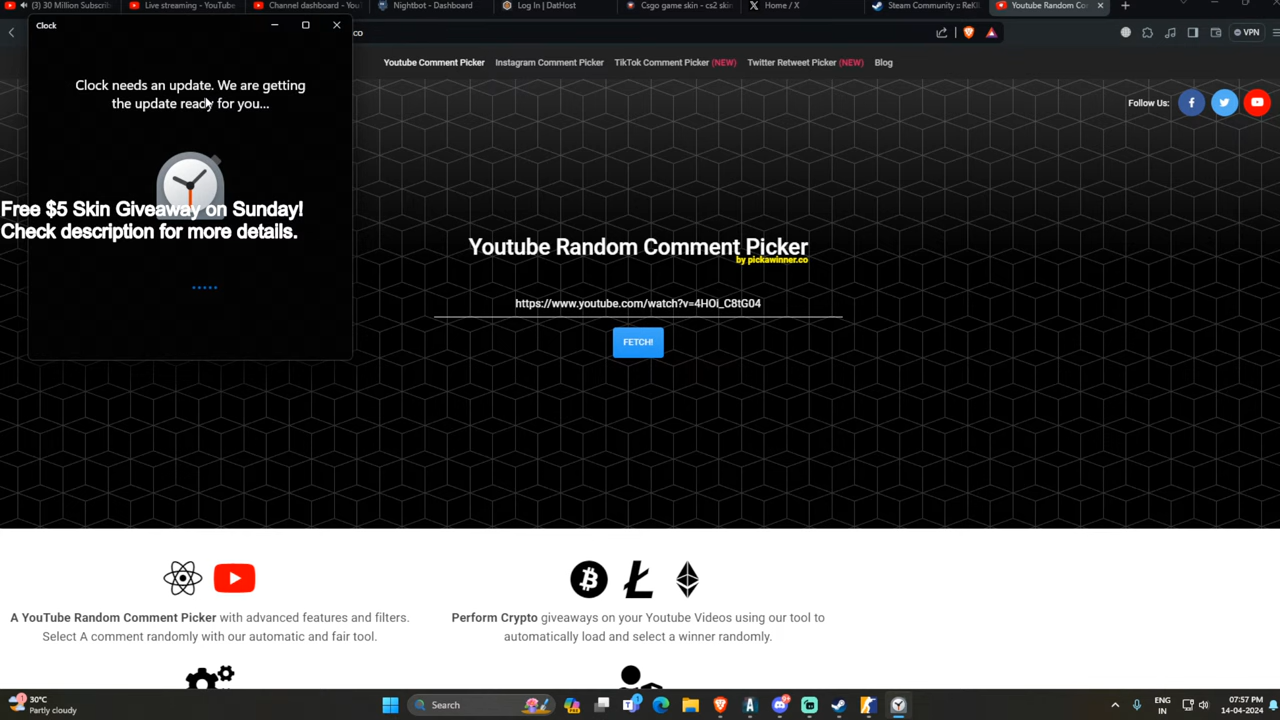 (3) 30 Million Subscrib
Live streaming - YouTube
Channel dashboard - You
Nightbot - Dashboard
Log In | DatHost
Csgo game skin - cs2 skin
Home / X
Steam Community :: ReKi
Youtube Random Co
Clock
co
VPN
Clock needs an update. We are getting
the update ready for you...
Free $5 Skin Giveaway on Sunday!
Check description for more details.
Youtube Comment Picker
Instagram Comment Picker
TikTok Comment Picker (NEW)
Twitter Retweet Picker (NEW)
Blog
Follow Us:
Youtube Random Comment Picker
by pickawinner.co
https://www.youtube.com/watch?v=4HOi_C8tG04
FETCH!
A YouTube Random Comment Picker with advanced features and filters.
Select A comment randomly with our automatic and fair tool.
Perform Crypto giveaways on your Youtube Videos using our tool to
automatically load and select a winner randomly.
30°C
Partly cloudy
Search
ENG
IN
07:57 PM
14-04-2024